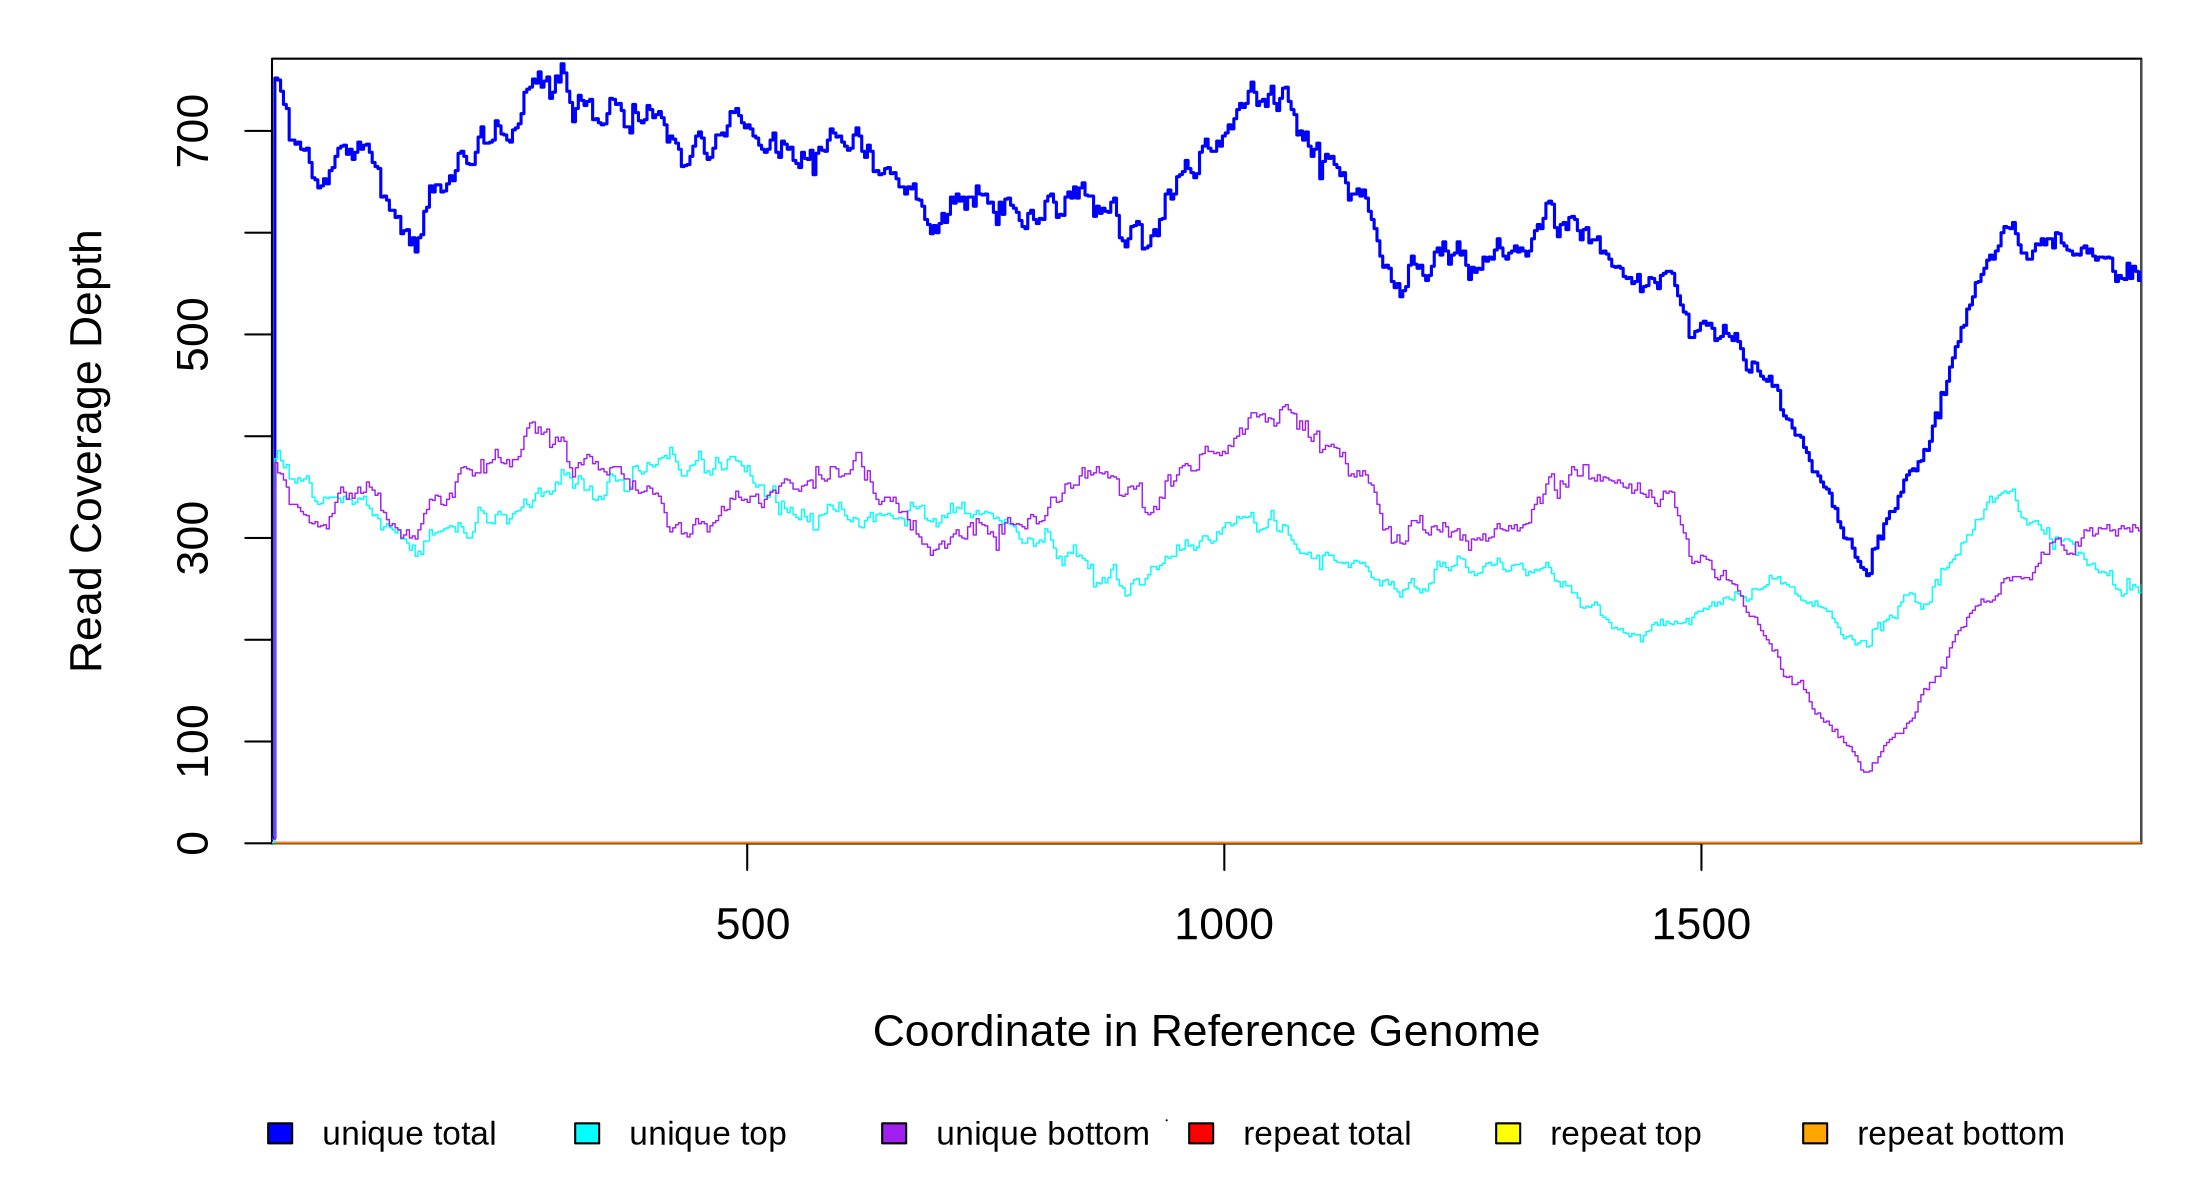 700
500
300
100
0
Read Coverage Depth
500 1000 1500
Coordinate in Reference Genome
unique total unique top unique bottom repeat total repeat top repeat bottom